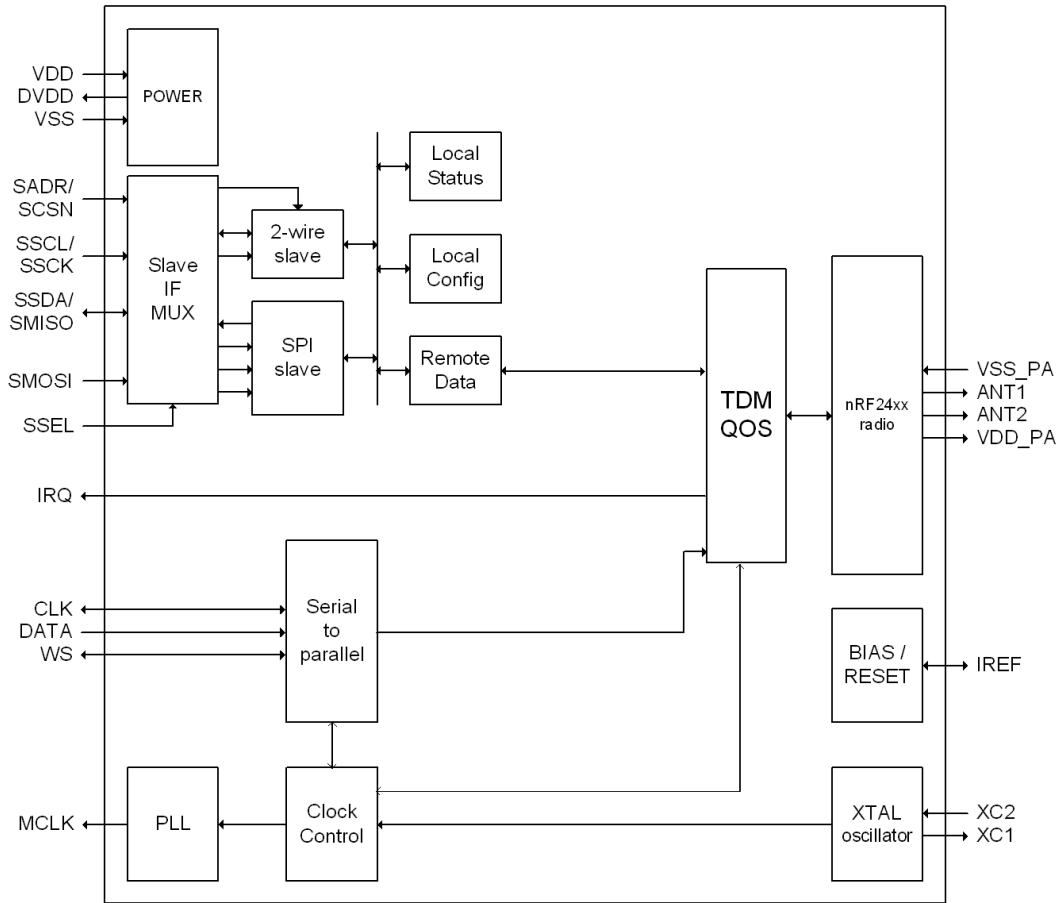 VDD
DVDD
VSS
POWER
SADR/
SCSN
SSCL/
SSCK
SSDA/
SMISO
SMOSI
SSEL
Slave
IF
MUX
2-wire
slave
SPI
slave
Local
Status
Local
Config
Remote
Data
TDM
QOS
nRF24xx
radio
VSS_PA
ANT1
ANT2
VDD_PA
IRQ
CLK
DATA
WS
Serial
to
parallel
BIAS /
RESET
IREF
MCLK
PLL
Clock
Control
XTAL
oscillator
XC2
XC1